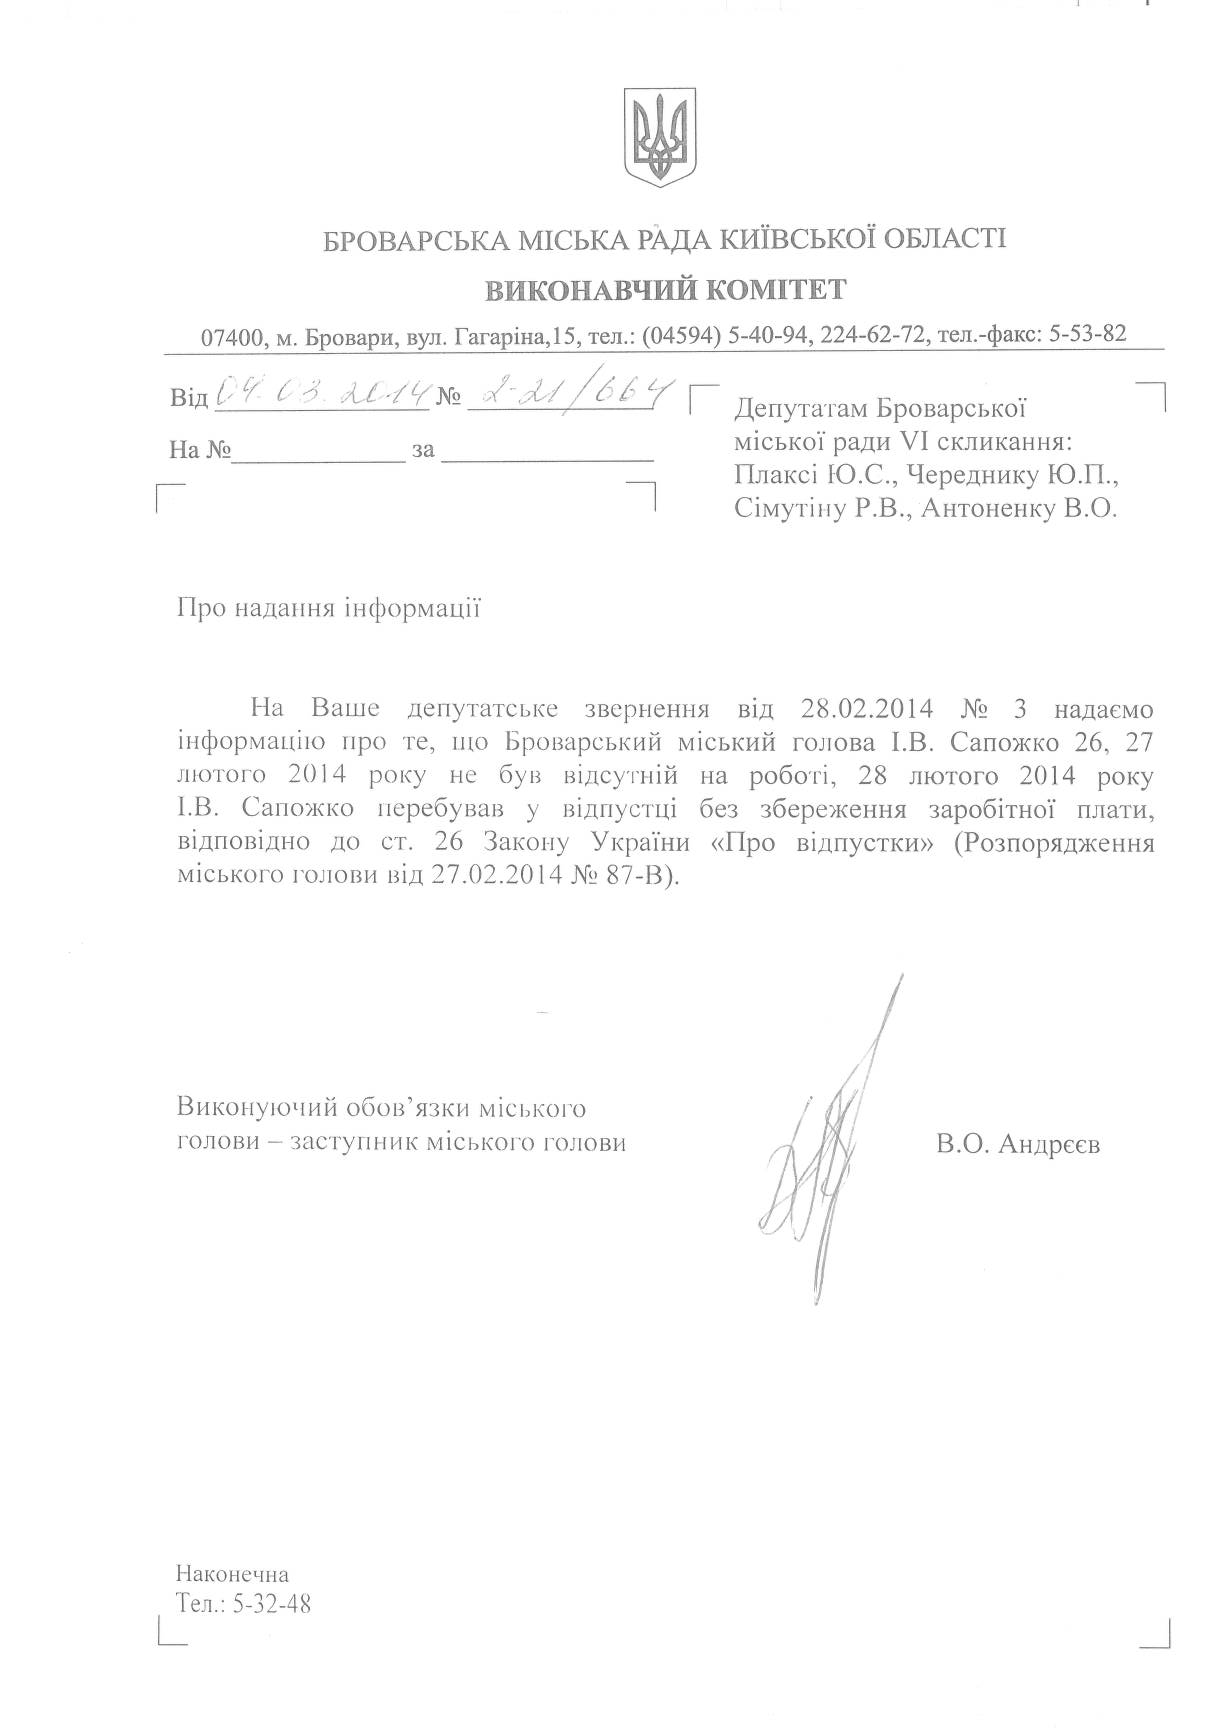 БРОВАРСЬКА МІСЬКА РАДА КИЇВСЬКОЇ ОБЛАСТІ
ВИКОНАВЧИЙ КОМІТЕТ
07400, м. Бровари, вул. Гагаріна,15, тел.: (04594) 5-40-94, 224-62-72, тел.-факс: 5-53-82
Від 04.03.2014 № 2-21/664
На №_____________ за ________________
Депутатам Броварської
міської ради VI скликання:
Плаксі Ю.С., Череднику Ю.П.,
Сімутіну Р.В., Антоненку В.О.
Про надання інформації
На Ваше депутатське звернення від 28.02.2014 № 3 надаємо
інформацію про те, що Броварський міський голова І.В. Сапожко 26, 27
лютого 2014 року не був відсутній на роботі, 28 лютого 2014 року
І.В. Сапожко перебував у відпустці без збереження заробітної плати,
відповідно до ст. 26 Закону України «Про відпустки» (Розпорядження
міського голови від 27.02.2014 № 87-В).
Виконуючий обов’язки міського
голови – заступник міського голови В.О. Андрєєв
Наконечна
Тел.: 5-32-48